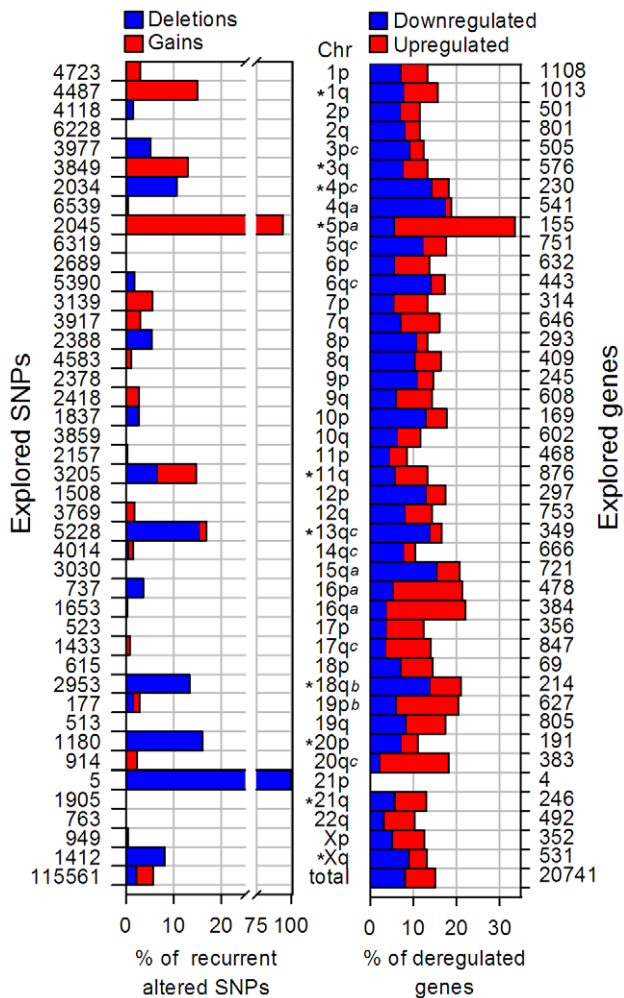 Deletions
Gains
Downregulated
Upregulated
Chr
4723 1p 1108
4487 *1q 1013
4118 2p 501
6228 2q 801
3977 3pc 505
3849 *3q 576
2034 *4pc 230
6539 4qa 541
2045 *5pa 155
6319 5qc 751
2689 6p 632
5390 6qc 443
3139 7p 314
3917 7q 646
2388 8p 293
4583 8q 409
2378 9p 245
2418 9q 608
1837 10p 169
3859 10q 602
2157 11p 468
3205 *11q 876
1508 12p 297
3769 12q 753
5228 *13qc 349
4014 14qc 666
3030 15qa 721
737 16pa 478
1653 16qa 384
523 17p 356
1433 17qc 847
615 18p 69
2953 *18qb 214
177 19pb 627
513 19q 805
1180 *20p 191
914 20qc 383
5 21p 4
1905 *21q 246
763 22q 492
949 Xp 352
1412 *Xq 531
115561 total 20741
Explored SNPs
Explored genes
0 10 20 75 100
0 10 20 30
% of recurrent
altered SNPs
% of deregulated
genes